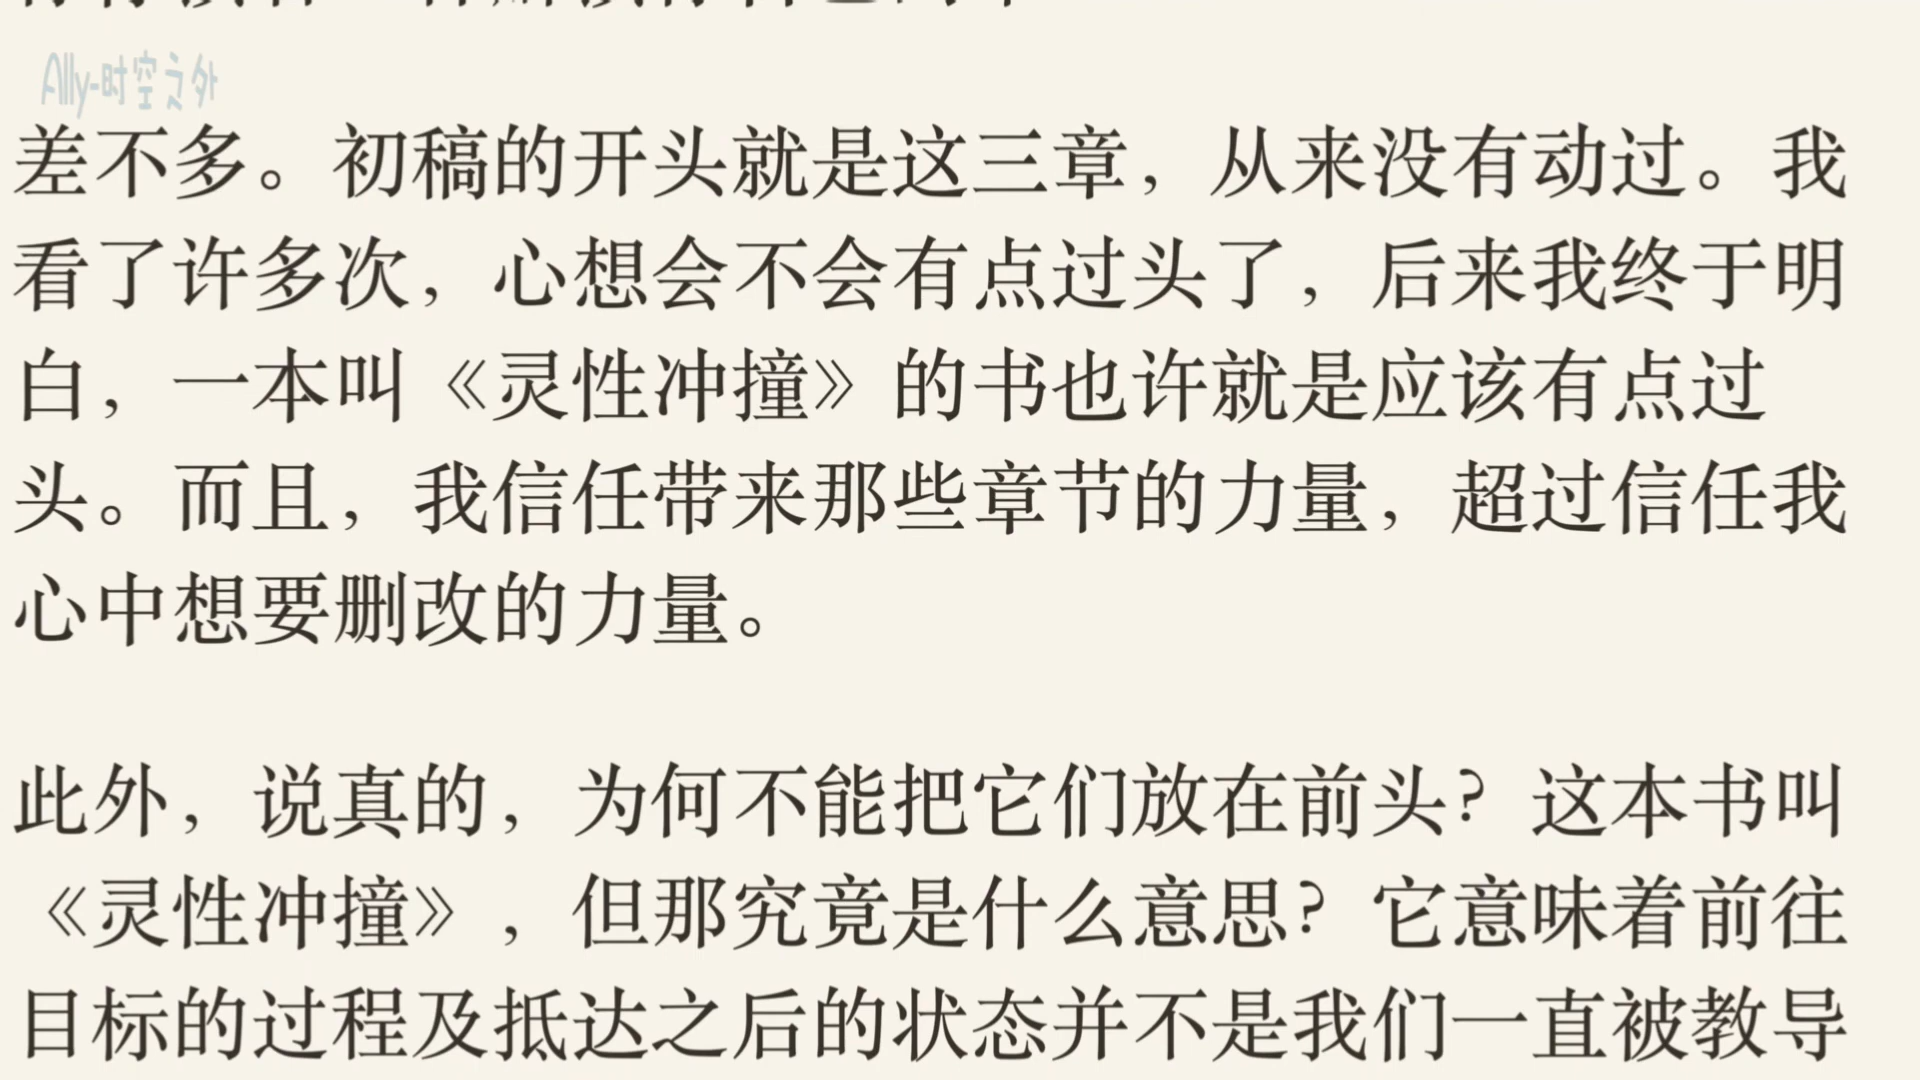 Ally-时空之外
差不多。初稿的开头就是这三章，从来没有动过。我
看了许多次，心想会不会有点过头了，后来我终于明
白，一本叫《灵性冲撞》的书也许就是应该有点过
头。而且，我信任带来那些章节的力量，超过信任我
心中想要删改的力量。
此外，说真的，为何不能把它们放在前头？这本书叫
《灵性冲撞》，但那究竟是什么意思？它意味着前往
目标的过程及抵达之后的状态并不是我们一直被教导